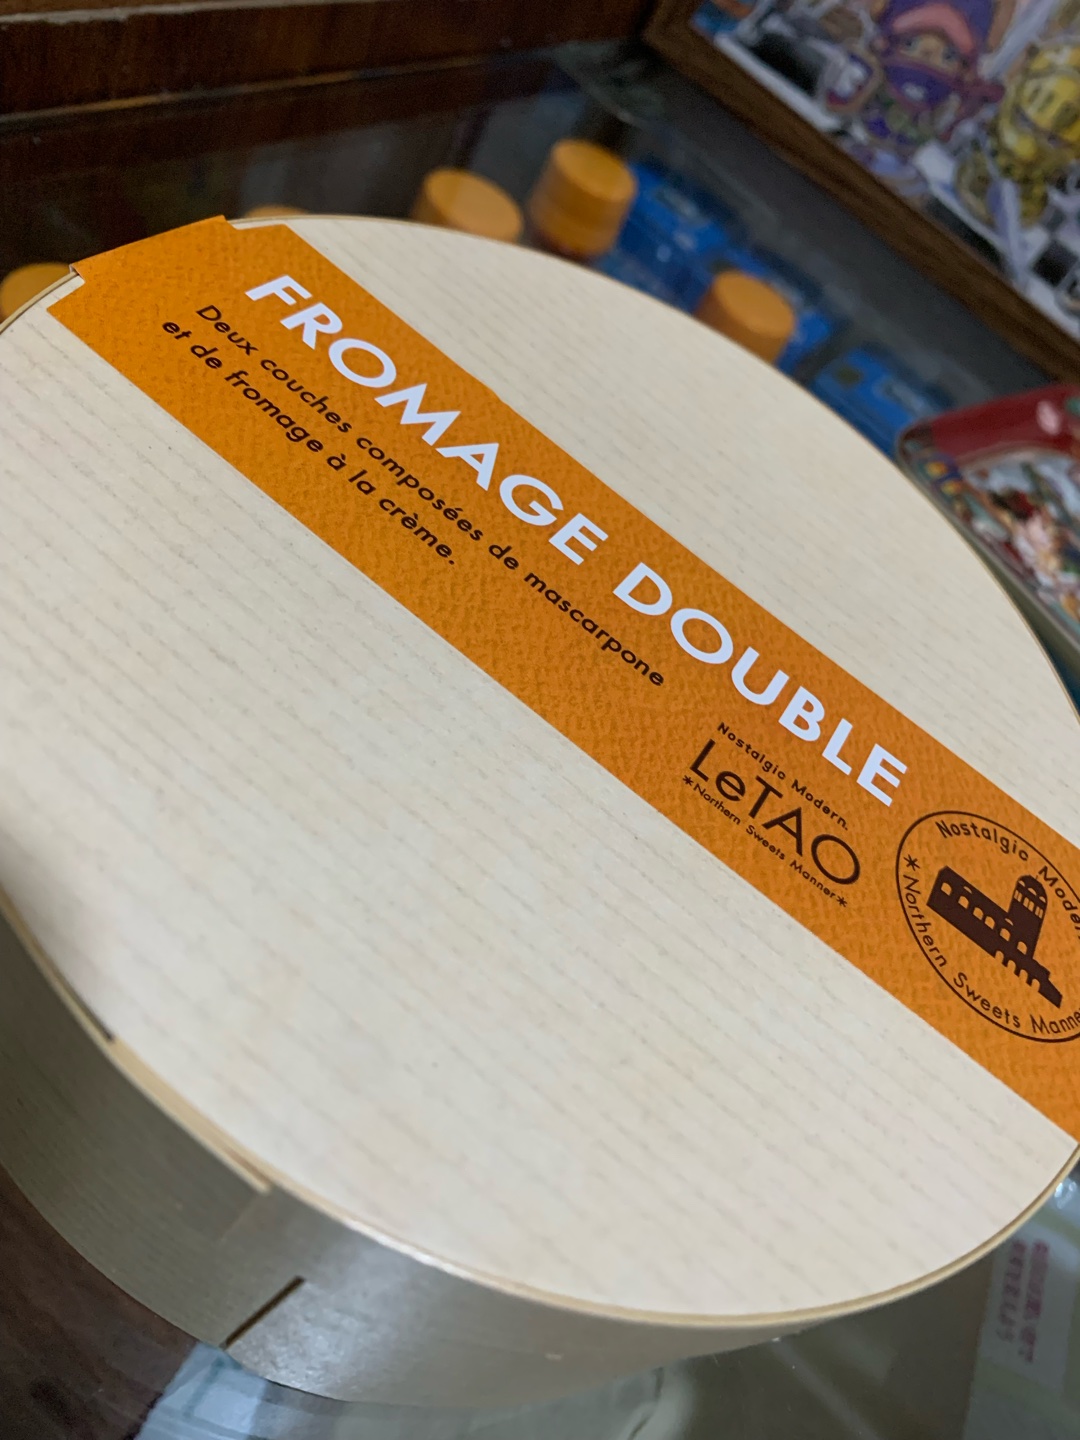 FROMAGE DOUBLE
Deux couches composées de mascarpone
et de fromage à la crème.
Nostalgic Modern.
LeTAO
*Northern Sweets Manner*
Nostalgic Modern
*Northern Sweets Manner